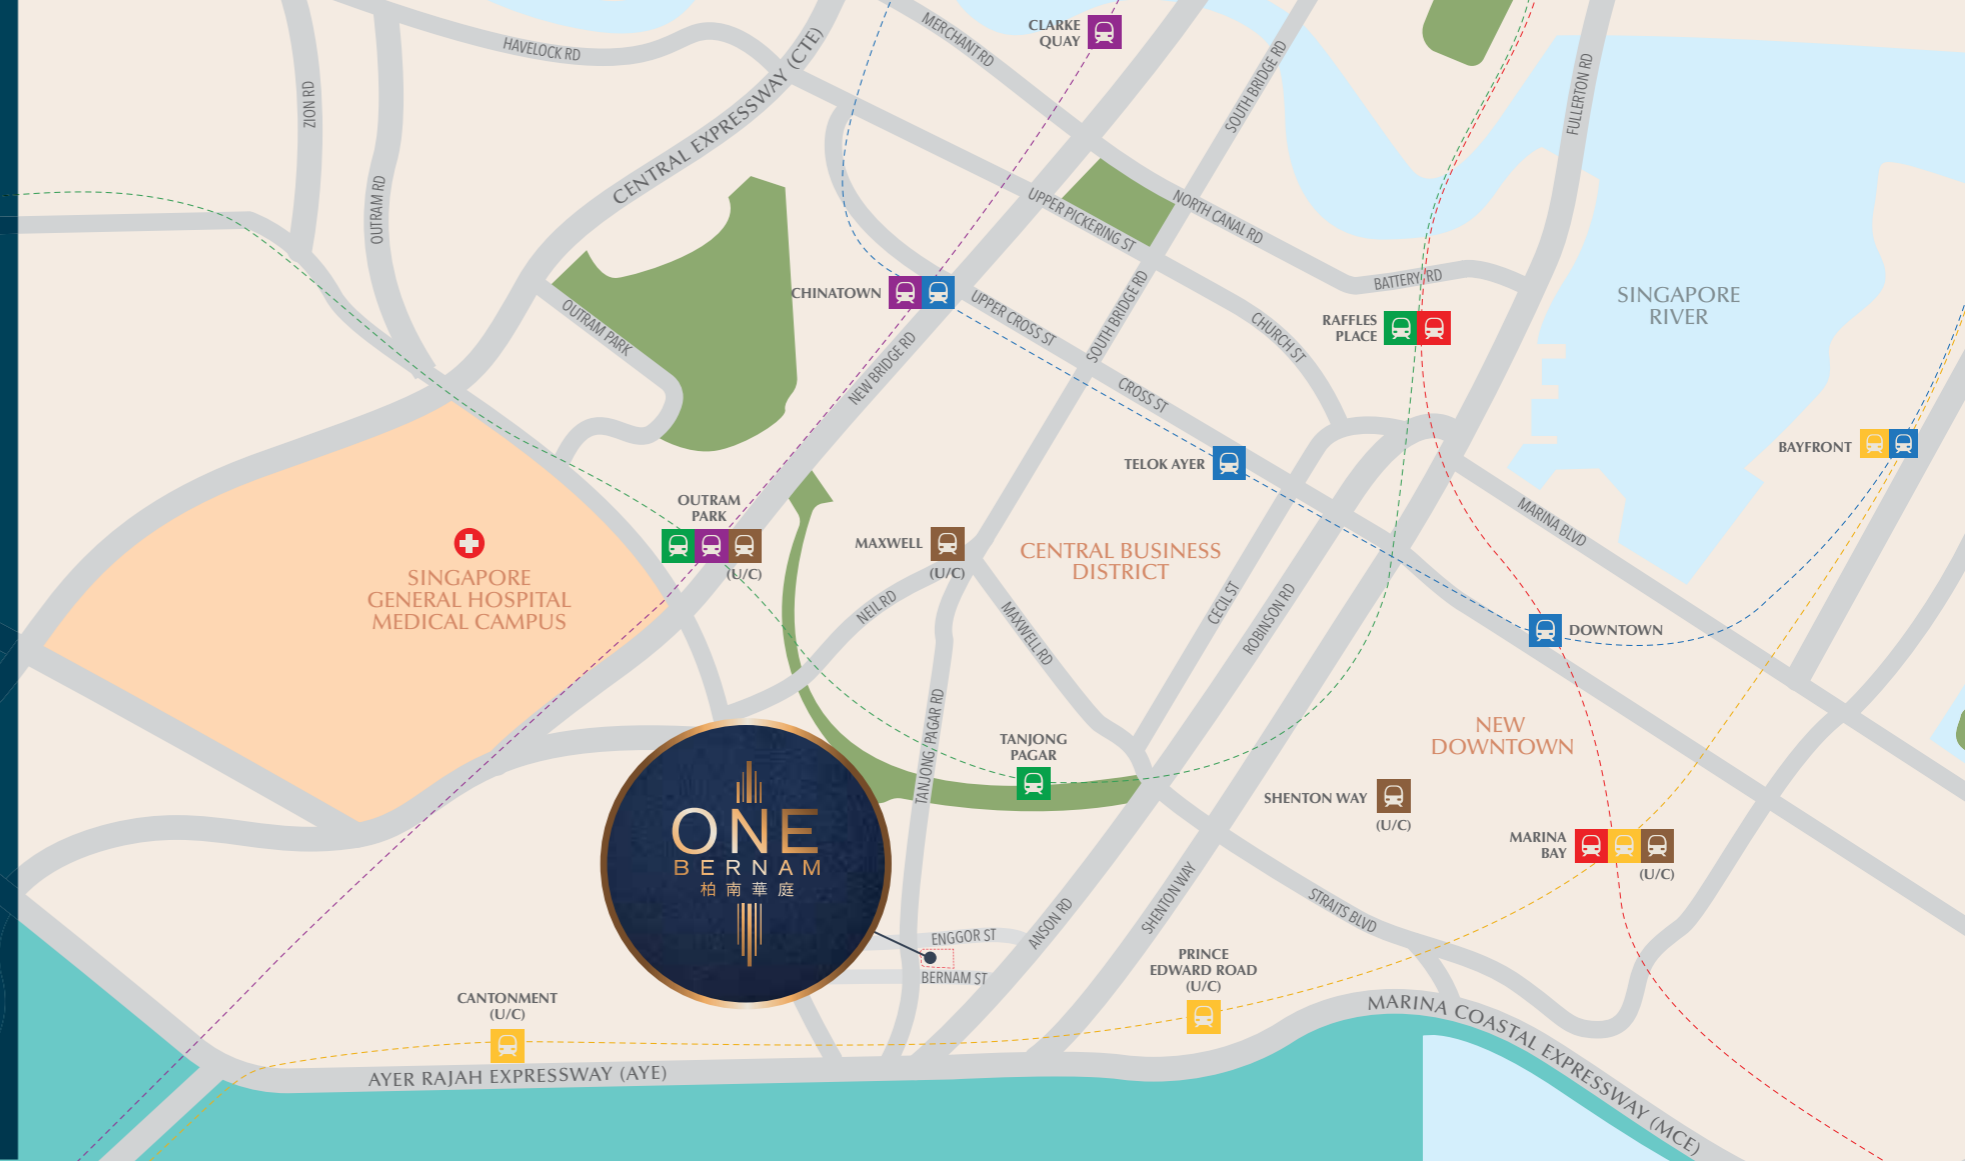 CLARKE
QUAY
MERCHANT RD
HAVELOCK RD
CENTRAL EXPRESSWAY (CTE)
ZION RD
OUTRAM RD
SOUTH BRIDGE RD
FULLERTON RD
UPPER PICKERING ST
NORTH CANAL RD
BATTERY RD
CHINATOWN
UPPER CROSS ST
SOUTH BRIDGE RD
CHURCH ST
RAFFLES
PLACE
SINGAPORE
RIVER
OUTRAM PARK
NEW BRIDGE RD
CROSS ST
TELOK AYER
BAYFRONT
OUTRAM
PARK
(U/C)
MAXWELL
(U/C)
CENTRAL BUSINESS
DISTRICT
MARINA BLVD
SINGAPORE
GENERAL HOSPITAL
MEDICAL CAMPUS
NEIL RD
MAXWELL RD
CECIL ST
ROBINSON RD
DOWNTOWN
TANJONG PAGAR RD
TANJONG
PAGAR
NEW
DOWNTOWN
SHENTON WAY
(U/C)
MARINA
BAY
(U/C)
ONE
BERNAM
柏南華庭
ENGGOR ST
BERNAM ST
ANSON RD
SHENTON WAY
STRAITS BLVD
PRINCE
EDWARD ROAD
(U/C)
CANTONMENT
(U/C)
AYER RAJAH EXPRESSWAY (AYE)
MARINA COASTAL EXPRESSWAY (MCE)